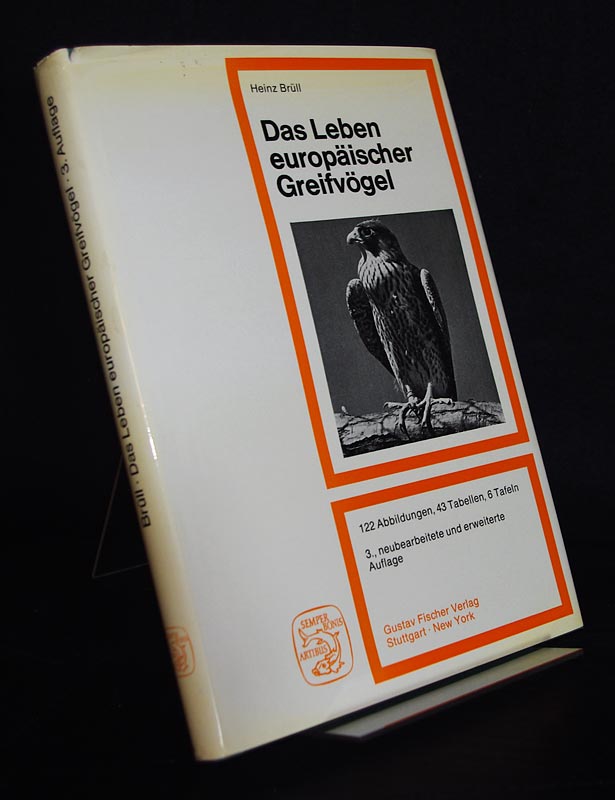 Brüll · Das Leben europäischer Greifvögel · 3. Auflage
Heinz Brüll
Das Leben
europäischer
Greifvögel
122 Abbildungen, 43 Tabellen, 6 Tafeln
3., neubearbeitete und erweiterte
Auflage
Gustav Fischer Verlag
Stuttgart · New York
SEMPER
BONIS
ARTIBUS